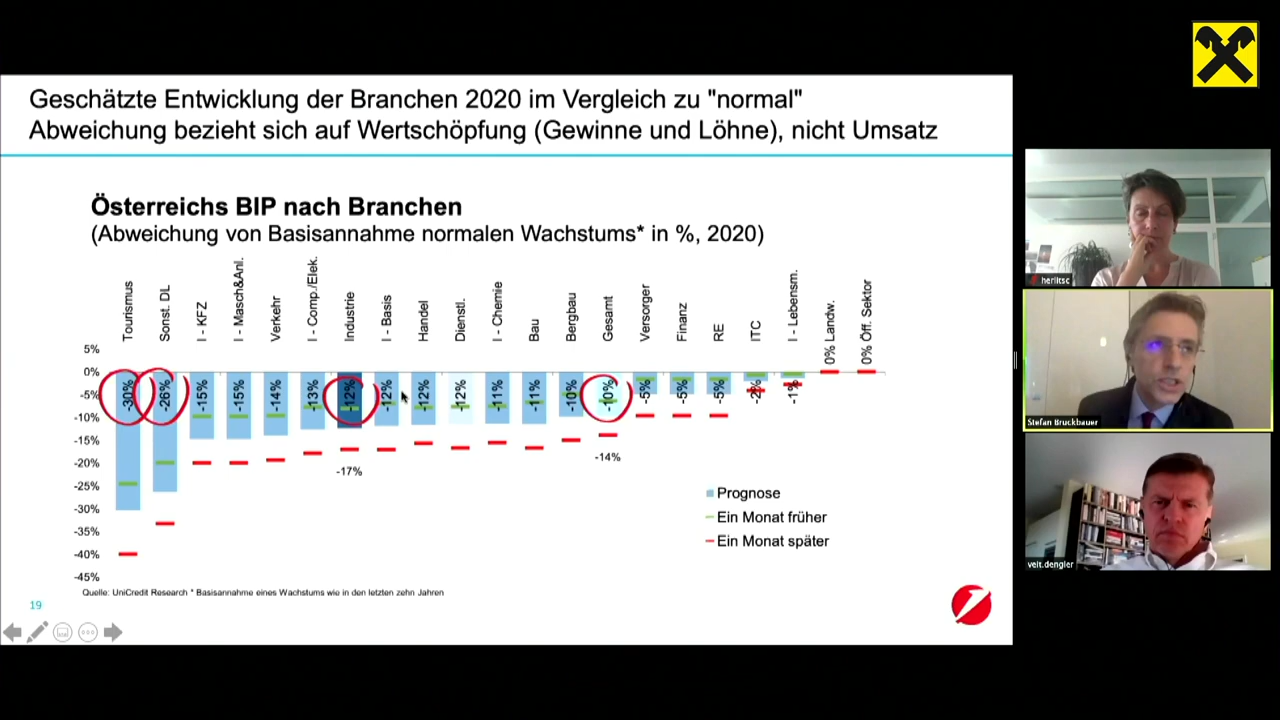 Geschätzte Entwicklung der Branchen 2020 im Vergleich zu "normal"
Abweichung bezieht sich auf Wertschöpfung (Gewinne und Löhne), nicht Umsatz
Österreichs BIP nach Branchen
(Abweichung von Basisannahme normalen Wachstums* in %, 2020)
Tourismus
Sonst. DL
I - KFZ
I - Masch&Anl.
Verkehr
I - Comp./Elek.
Industrie
I - Basis
Handel
Dienstl.
I - Chemie
Bau
Bergbau
Gesamt
Versorger
Finanz
RE
ITC
I - Lebensm.
0% Landw.
0% Öff. Sektor
5%
0%
-5%
-10%
-15%
-20%
-25%
-30%
-35%
-40%
-45%
-30%
-26%
-15%
-15%
-14%
-13%
-12%
-12%
-12%
-12%
-11%
-11%
-10%
-10%
-5%
-5%
-5%
-2%
-1%
-17%
-14%
Prognose
Ein Monat früher
Ein Monat später
Quelle: UniCredit Research * Basisannahme eines Wachstums wie in den letzten zehn Jahren
19
herlitsc
Stefan Bruckbauer
veit.dengler